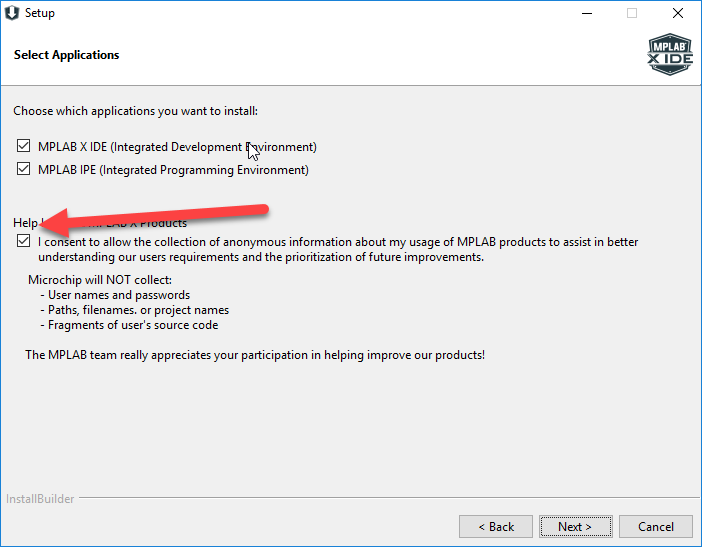 Setup
Select Applications
MPLAB
X IDE
Choose which applications you want to install:
MPLAB X IDE (Integrated Development Environment)
MPLAB IPE (Integrated Programming Environment)
Help MPLAB X Products
I consent to allow the collection of anonymous information about my usage of MPLAB products to assist in better
understanding our users requirements and the prioritization of future improvements.
Microchip will NOT collect:
- User names and passwords
- Paths, filenames. or project names
- Fragments of user's source code
The MPLAB team really appreciates your participation in helping improve our products!
InstallBuilder
< Back
Next >
Cancel